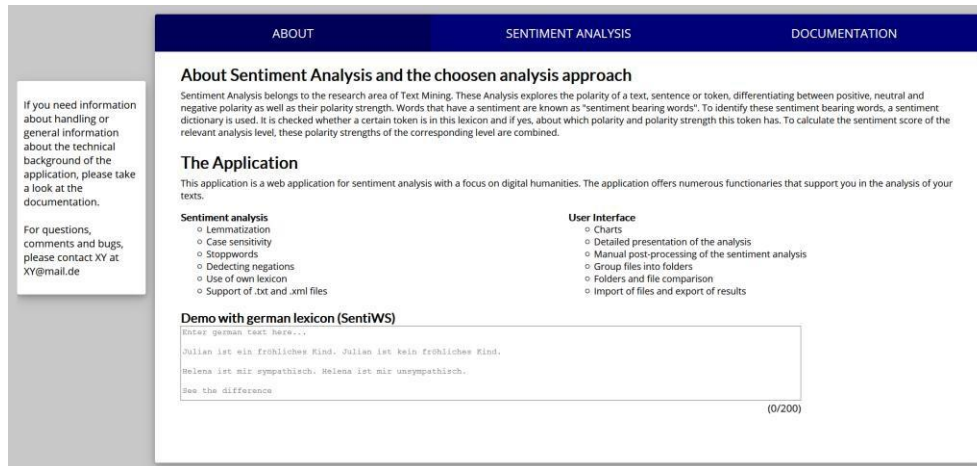 ABOUT
SENTIMENT ANALYSIS
DOCUMENTATION
If you need information
about handling or
general information
about the technical
background of the
application, please take
a look at the
documentation.
For questions,
comments and bugs,
please contact XY at
XY@mail.de
About Sentiment Analysis and the choosen analysis approach
Sentiment Analysis belongs to the research area of Text Mining. These Analysis explores the polarity of a text, sentence or token, differentiating between positive, neutral and
negative polarity as well as their polarity strength. Words that have a sentiment are known as "sentiment bearing words". To identify these sentiment bearing words, a sentiment
dictionary is used. It is checked whether a certain token is in this lexicon and if yes, about which polarity and polarity strength this token has. To calculate the sentiment score of the
relevant analysis level, these polarity strengths of the corresponding level are combined.
The Application
This application is a web application for sentiment analysis with a focus on digital humanities. The application offers numerous functionaries that support you in the analysis of your
texts.
Sentiment analysis
Lemmatization
Case sensitivity
Stoppwords
Dedecting negations
Use of own lexicon
Support of .txt and .xml files
User Interface
Charts
Detailed presentation of the analysis
Manual post-processing of the sentiment analysis
Group files into folders
Folders and file comparison
Import of files and export of results
Demo with german lexicon (SentiWS)
Enter german text here...
Julian ist ein fröhliches Kind. Julian ist kein fröhliches Kind.
Helena ist mir sympathisch. Helena ist mir unsympathisch.
See the difference
(0/200)